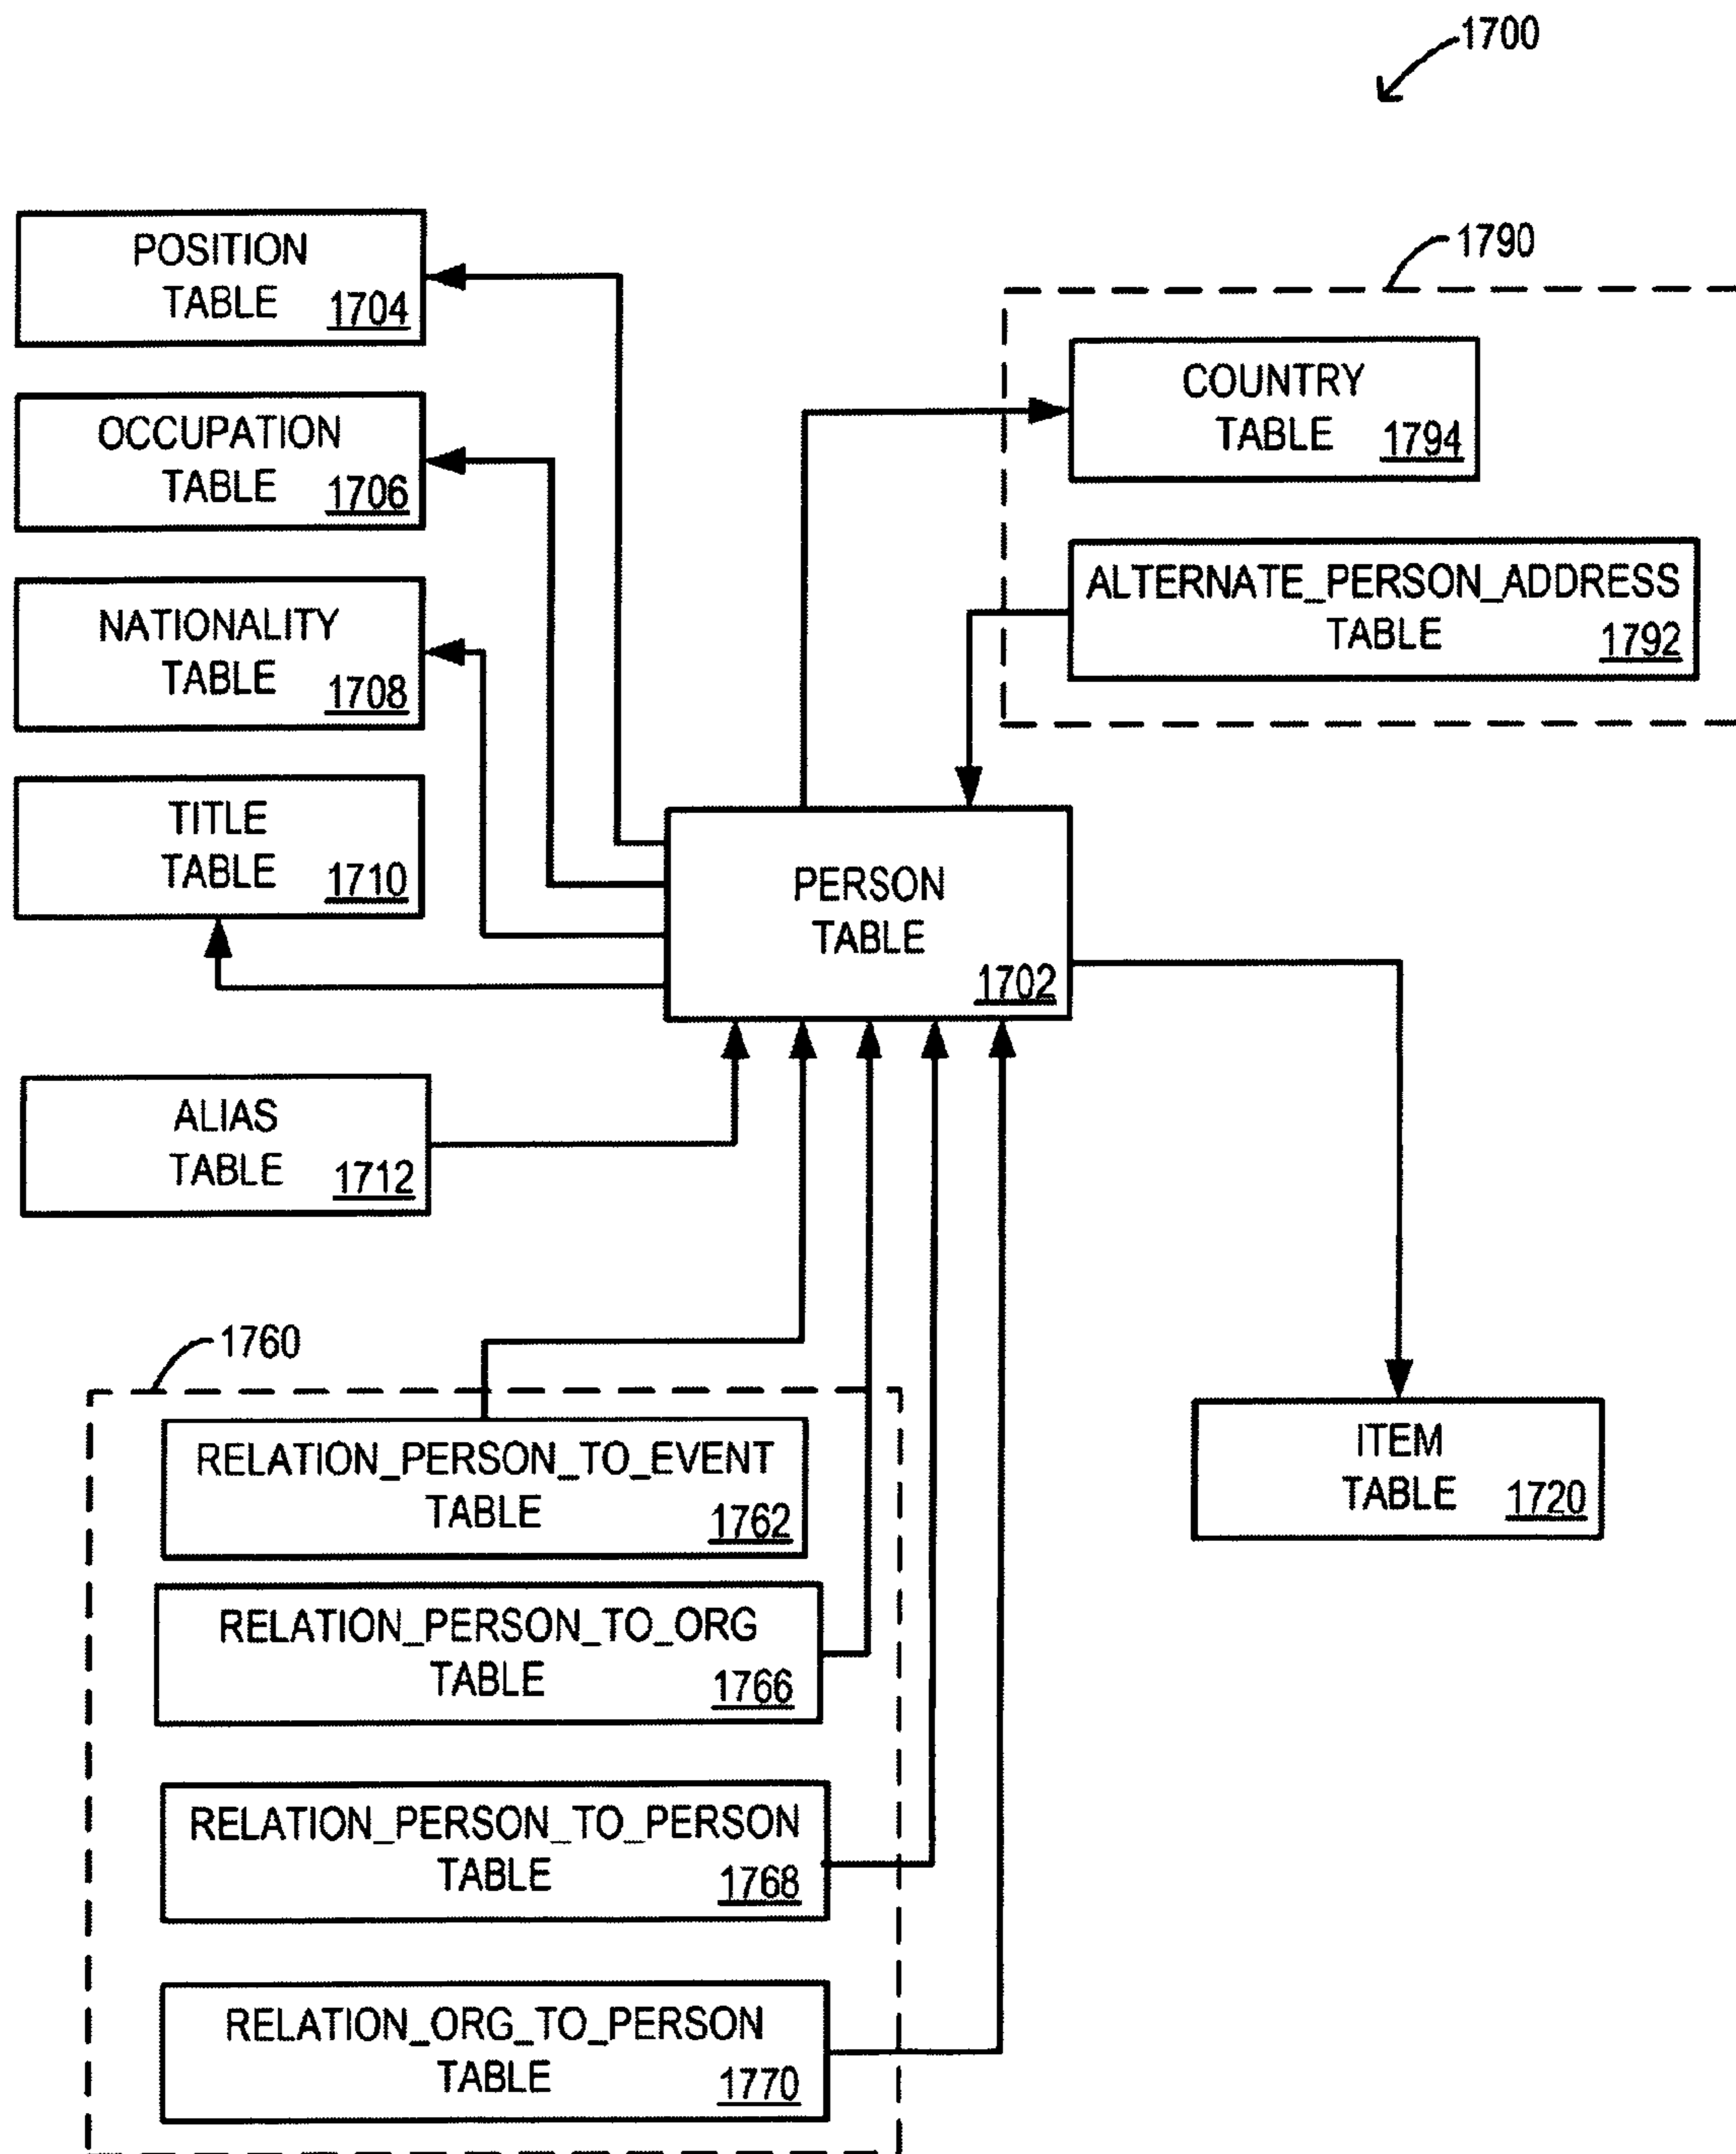 1700
POSITION
TABLE 1704
1790
OCCUPATION
TABLE 1706
COUNTRY
TABLE 1794
NATIONALITY
TABLE 1708
ALTERNATE_PERSON_ADDRESS
TABLE 1792
TITLE
TABLE 1710
PERSON
TABLE
1702
ALIAS
TABLE 1712
1760
RELATION_PERSON_TO_EVENT
TABLE 1762
ITEM
TABLE 1720
RELATION_PERSON_TO_ORG
TABLE 1766
RELATION_PERSON_TO_PERSON
TABLE 1768
RELATION_ORG_TO_PERSON
TABLE 1770